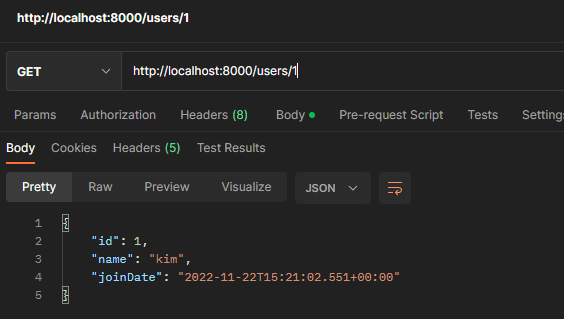 http://localhost:8000/users/1
GET http://localhost:8000/users/1
Params Authorization Headers (8) Body Pre-request Script Tests Settings
Body Cookies Headers (5) Test Results
Pretty Raw Preview Visualize JSON
1 {
2 "id": 1,
3 "name": "kim",
4 "joinDate": "2022-11-22T15:21:02.551+00:00"
5 }